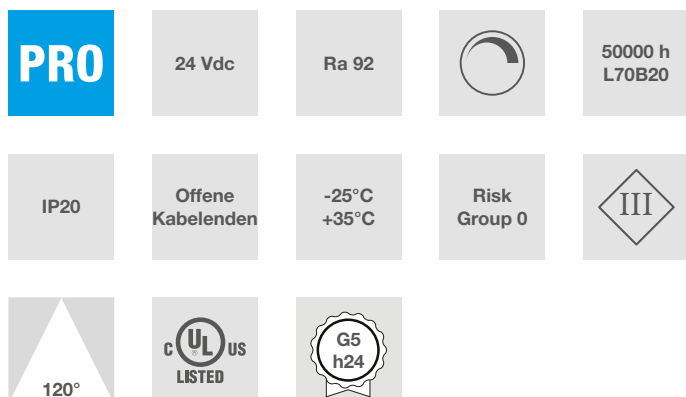 PRO
24 Vdc
Ra 92
50000 h
L70B20
IP20
Offene
Kabelenden
-25°C
+35°C
Risk
Group 0
III
120°
C UL US
®
LISTED
G5
h24